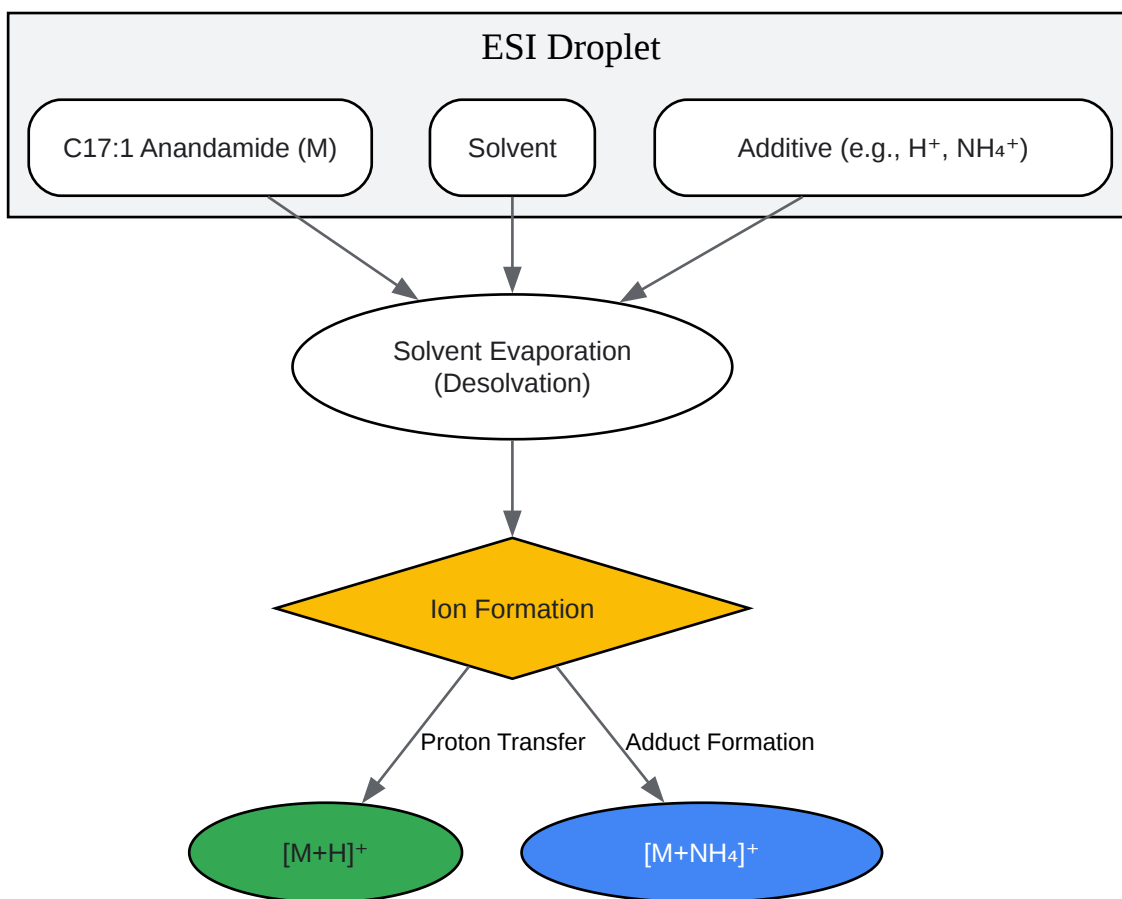 ESI Droplet
C17:1 Anandamide (M)
Solvent
Additive (e.g., H⁺, NH₄⁺)
Solvent Evaporation
(Desolvation)
Ion Formation
Proton Transfer
Adduct Formation
[M+H]⁺
[M+NH₄]⁺